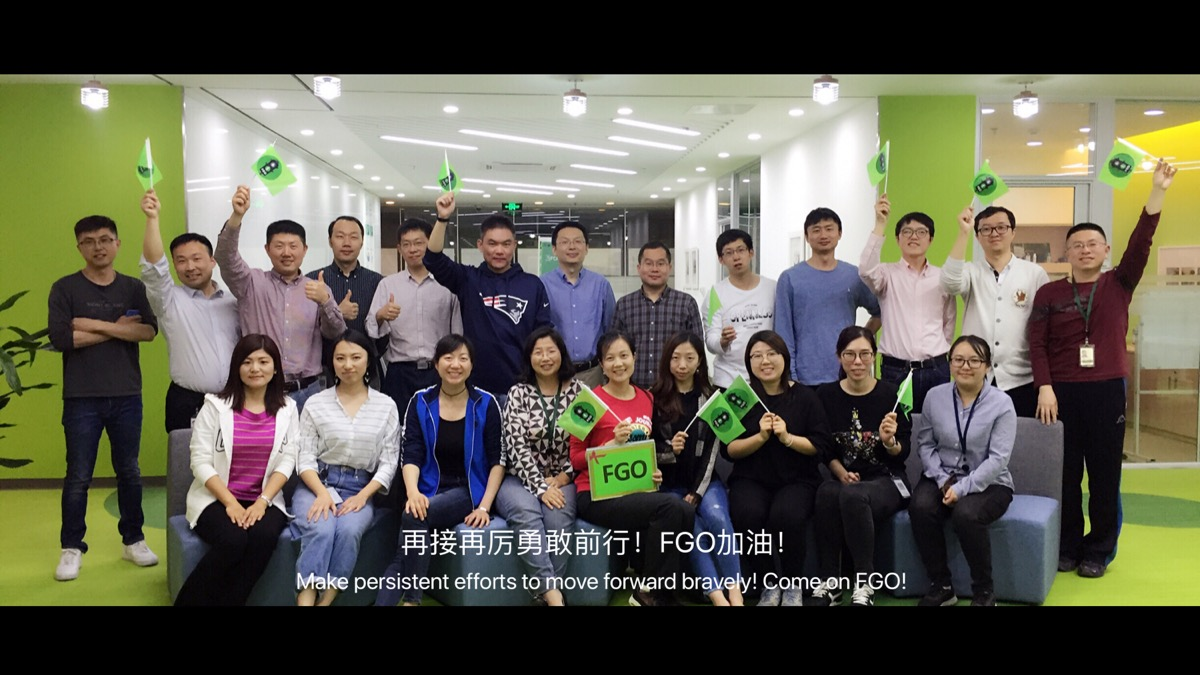 FGO
再接再厉勇敢前行！FGO加油！
Make persistent efforts to move forward bravely! Come on FGO!